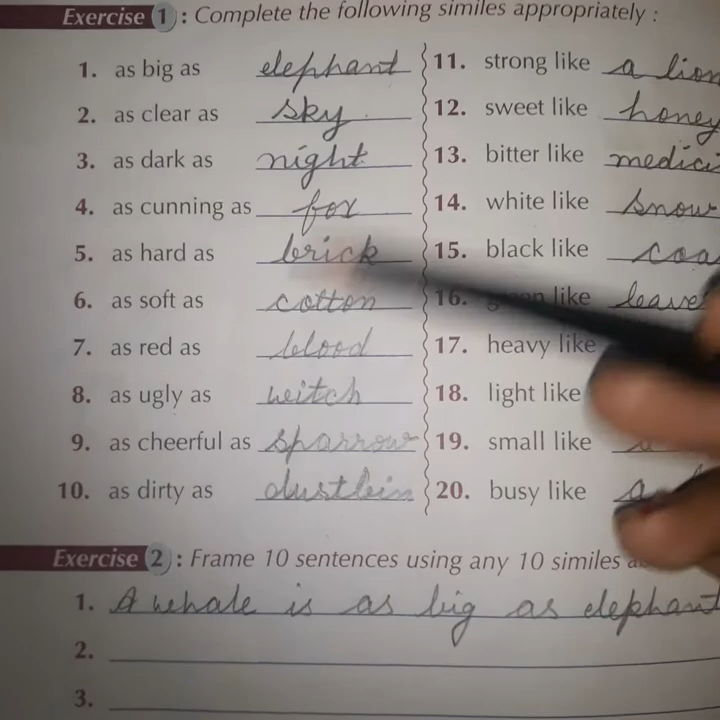 Exercise 1 : Complete the following similes appropriately :
1. as big as elephant
2. as clear as sky
3. as dark as night
4. as cunning as fox
5. as hard as brick
6. as soft as cotton
7. as red as blood
8. as ugly as witch
9. as cheerful as sparrow
10. as dirty as dustbin
11. strong like a lion
12. sweet like honey
13. bitter like medici
14. white like snow
15. black like coa
16. like leave
17. heavy like
18. light like
19. small like
20. busy like a
Exercise 2 : Frame 10 sentences using any 10 similes
1. A whale is as big as elephant
2.
3.